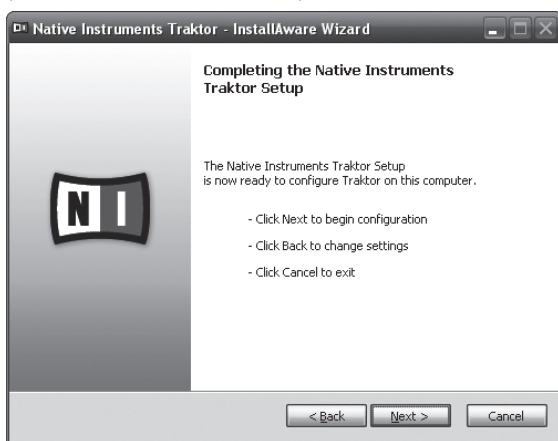 Native Instruments Traktor - InstallAware Wizard
Completing the Native Instruments
Traktor Setup
The Native Instruments Traktor Setup
is now ready to configure Traktor on this computer.
- Click Next to begin configuration
- Click Back to change settings
- Click Cancel to exit
N I
< Back Next > Cancel